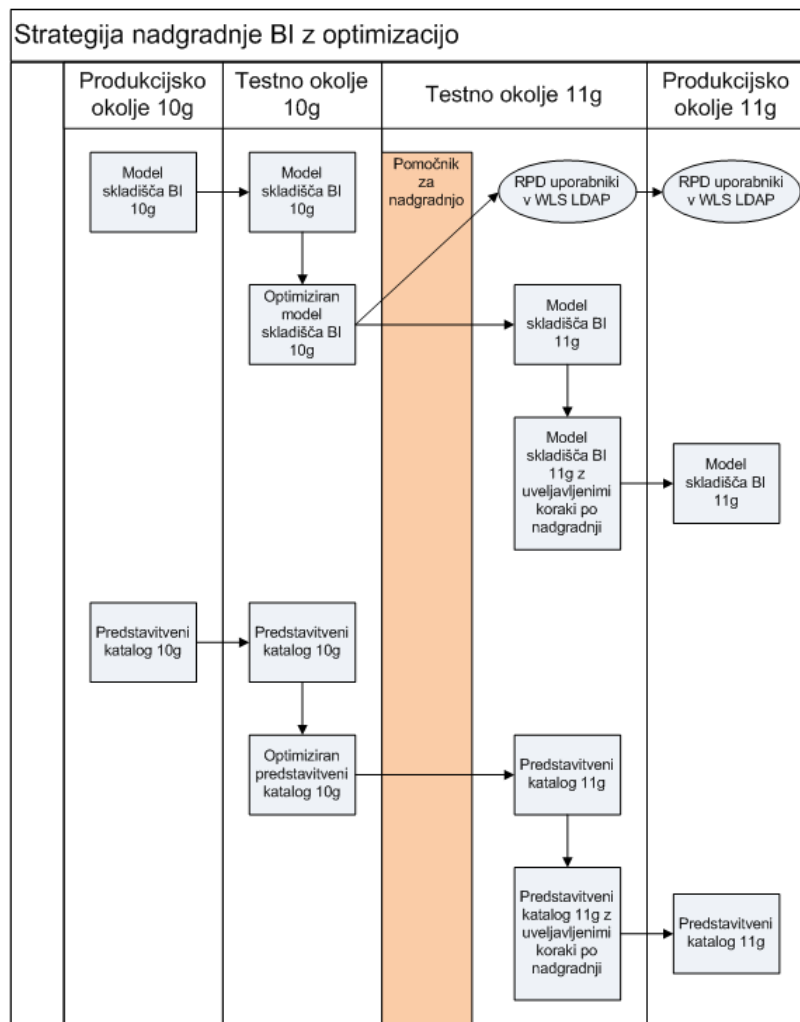 Strategija nadgradnje BI z optimizacijo
Produkcijsko
okolje 10g
Testno okolje
10g
Testno okolje 11g
Produkcijsko
okolje 11g
Model
skladišča BI
10g
Model
skladišča BI
10g
Pomočnik
za
nadgradnjo
RPD uporabniki
v WLS LDAP
RPD uporabniki
v WLS LDAP
Optimiziran
model
skladišča BI
10g
Model
skladišča BI
11g
Model
skladišča BI
11g z
uveljavljenimi
koraki po
nadgradnji
Model
skladišča BI
11g
Predstavitveni
katalog 10g
Predstavitveni
katalog 10g
Optimiziran
predstavitveni
katalog 10g
Predstavitveni
katalog 11g
Predstavitveni
katalog 11g z
uveljavljenimi
koraki po
nadgradnji
Predstavitveni
katalog 11g